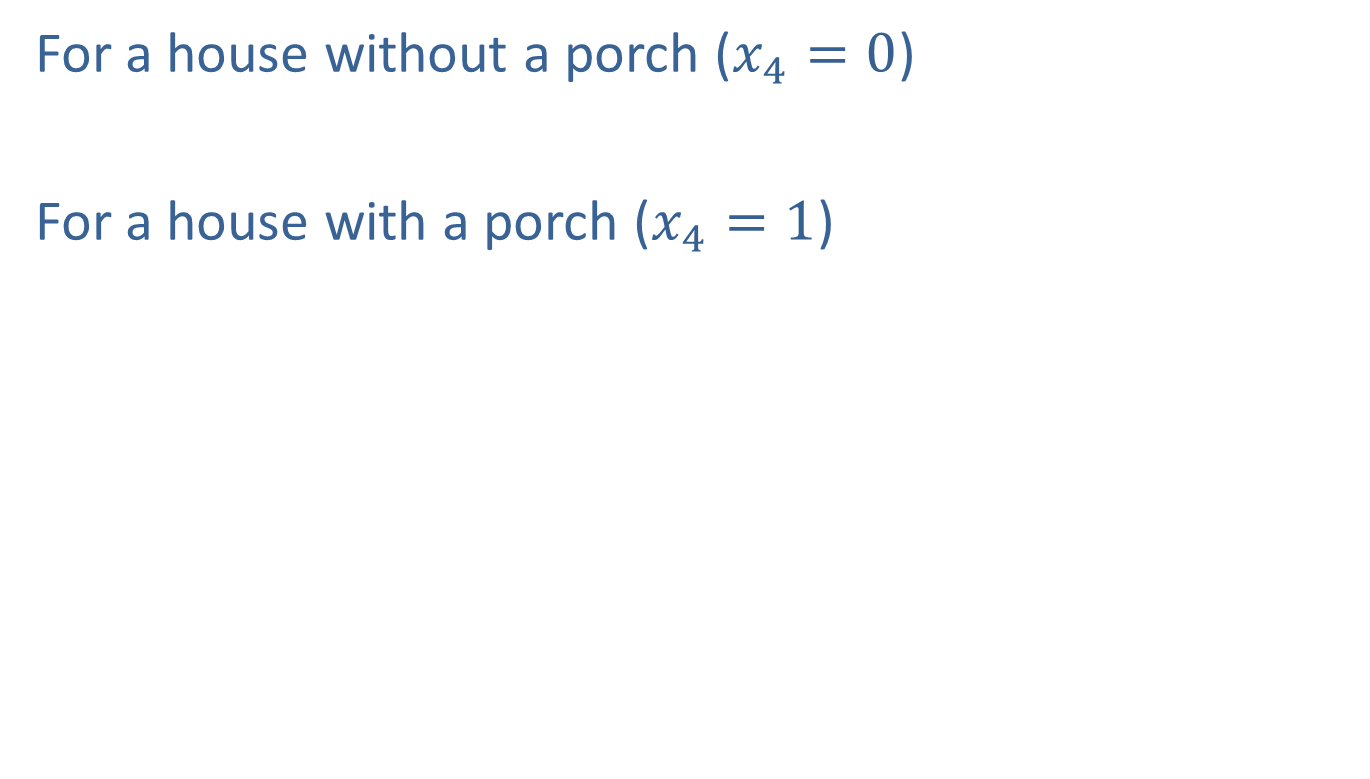 For a house without a porch (𝑥₄ = 0)
For a house with a porch (𝑥₄ = 1)